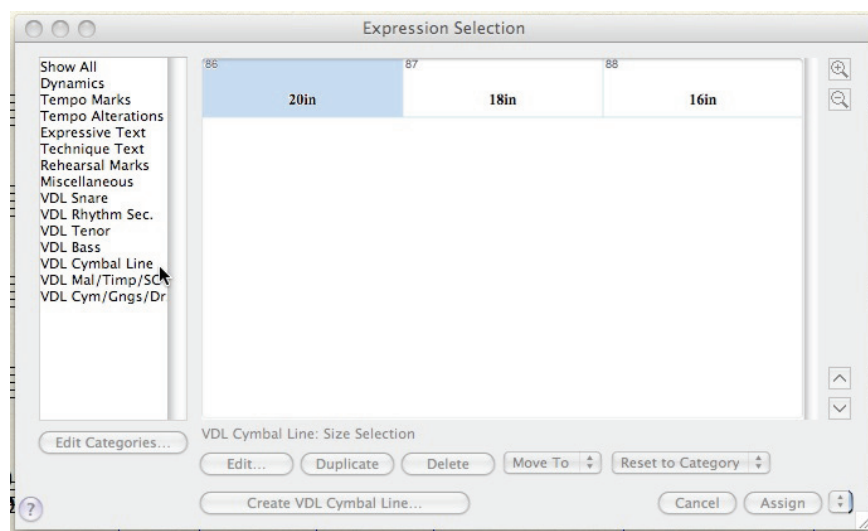 Expression Selection
Show All
Dynamics
Tempo Marks
Tempo Alterations
Expressive Text
Technique Text
Rehearsal Marks
Miscellaneous
VDL Snare
VDL Rhythm Sec.
VDL Tenor
VDL Bass
VDL Cymbal Line
VDL Mal/Timp/SC
VDL Cym/Gngs/Dr
Edit Categories...
86 87 88
20in 18in 16in
VDL Cymbal Line: Size Selection
Edit... Duplicate Delete Move To Reset to Category
? Create VDL Cymbal Line... Cancel Assign